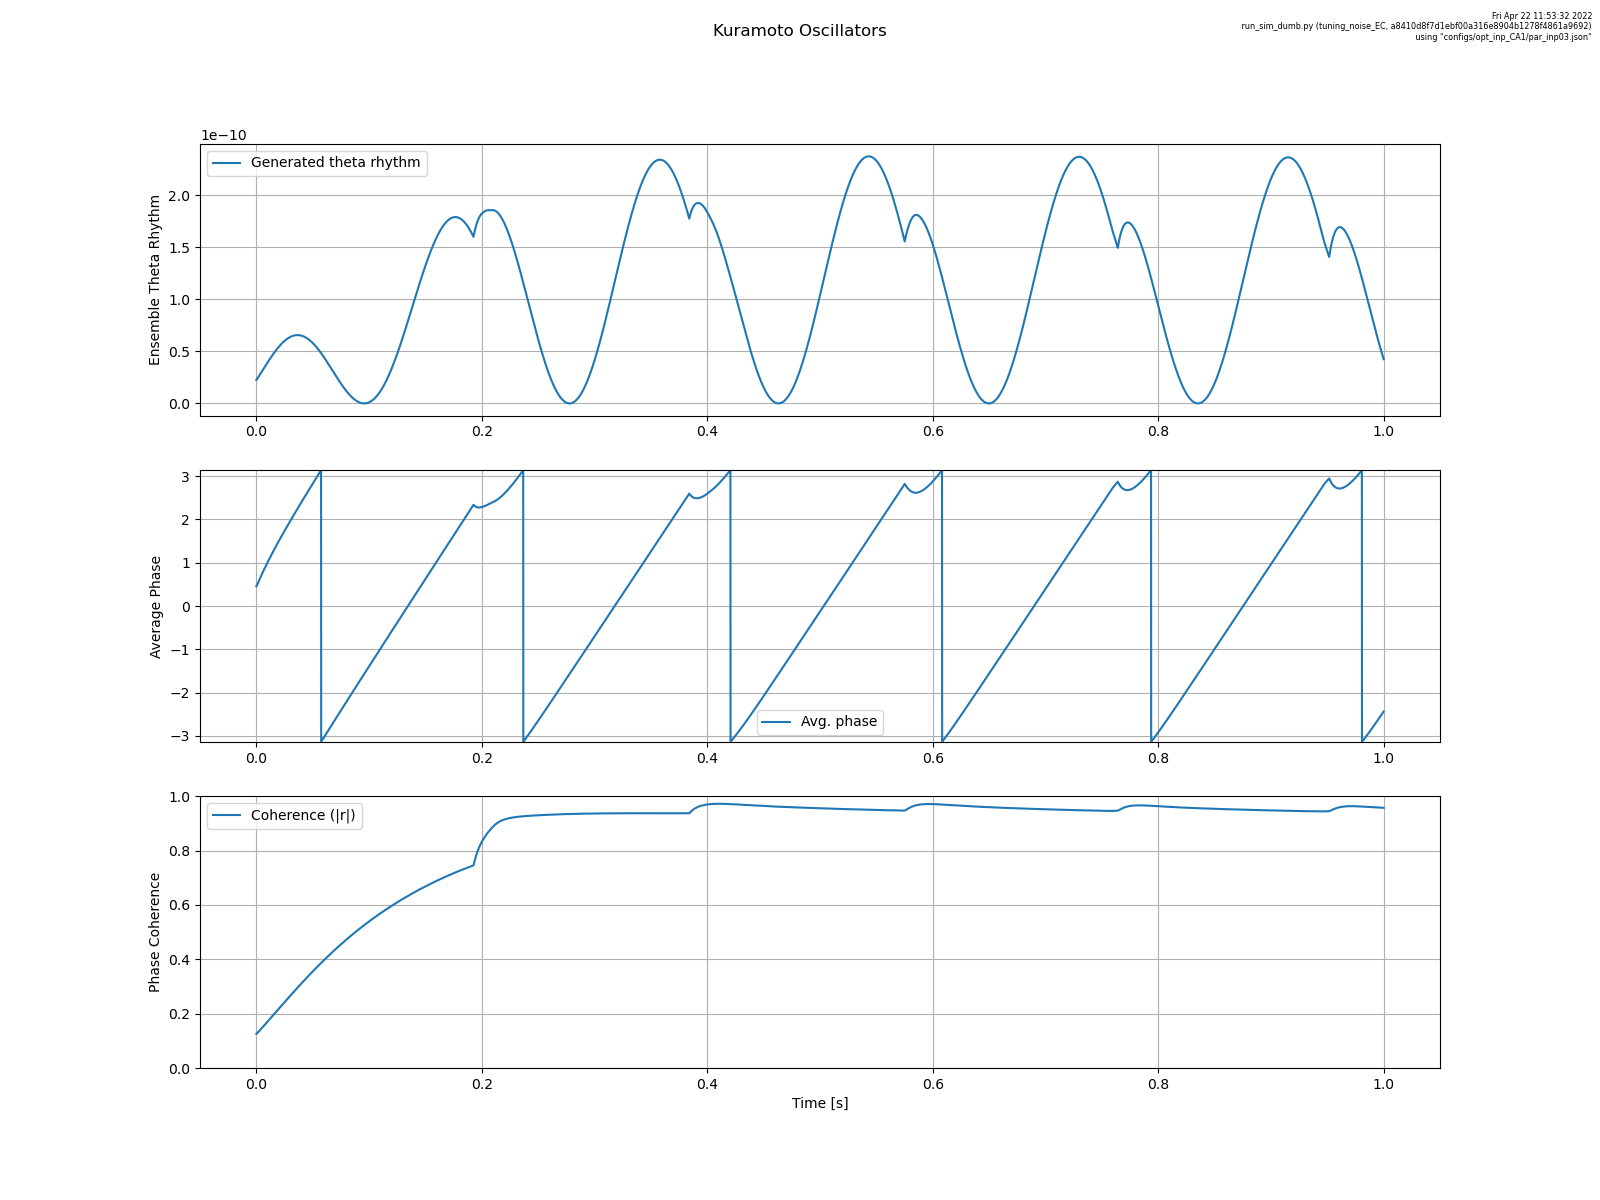 Fri Apr 22 11:53:32 2022
run_sim_dumb.py (tuning_noise_EC, a8410d8f7d1ebf00a316e8904b1278f4861a9692)
using "configs/opt_inp_CA1/par_inp03.json"
Kuramoto Oscillators
1e−10
Generated theta rhythm
Ensemble Theta Rhythm
2.0
1.5
1.0
0.5
0.0
0.0 0.2 0.4 0.6 0.8 1.0
Average Phase
3
2
1
0
−1
−2
−3
Avg. phase
0.0 0.2 0.4 0.6 0.8 1.0
Coherence (|r|)
Phase Coherence
1.0
0.8
0.6
0.4
0.2
0.0
0.0 0.2 0.4 0.6 0.8 1.0
Time [s]